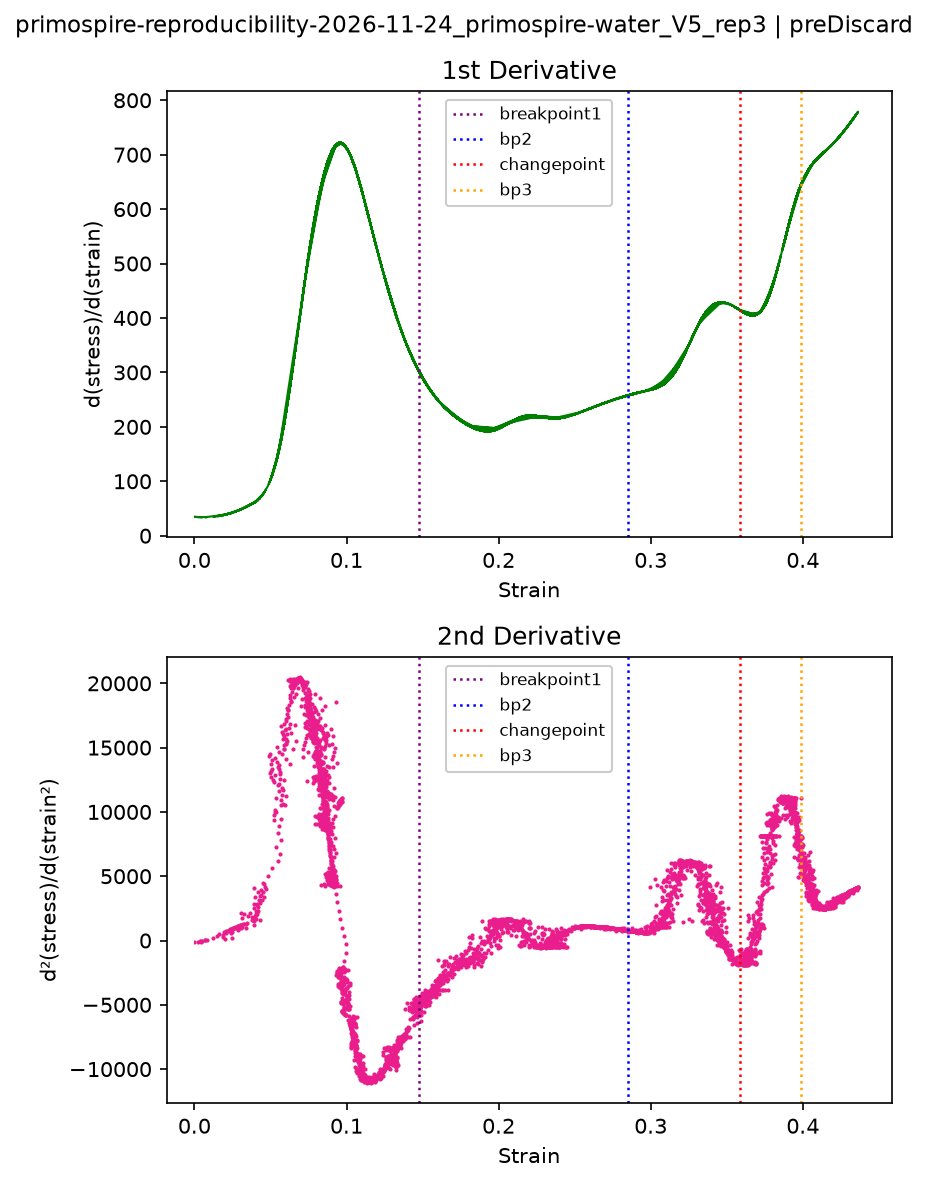 primospire-reproducibility-2026-11-24_primospire-water_V5_rep3 | preDiscard
1st Derivative
800
700
600
500
400
300
200
100
0
d(stress)/d(strain)
breakpoint1
bp2
changepoint
bp3
0.0 0.1 0.2 0.3 0.4
Strain
2nd Derivative
20000
15000
10000
5000
0
−5000
−10000
d²(stress)/d(strain²)
breakpoint1
bp2
changepoint
bp3
0.0 0.1 0.2 0.3 0.4
Strain